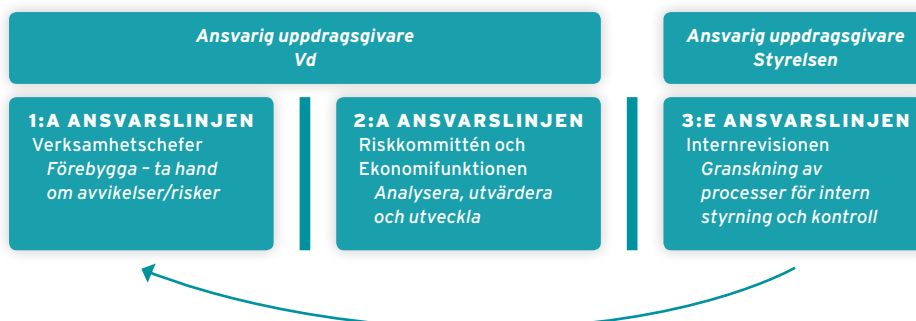 Ansvarig uppdragsgivare
Vd
Ansvarig uppdragsgivare
Styrelsen
1:A ANSVARSLINJEN
Verksamhetschefer
Förebygga – ta hand
om avvikelser/risker
2:A ANSVARSLINJEN
Riskkommittén och
Ekonomifunktionen
Analysera, utvärdera
och utveckla
3:E ANSVARSLINJEN
Internrevisionen
Granskning av
processer för intern
styrning och kontroll